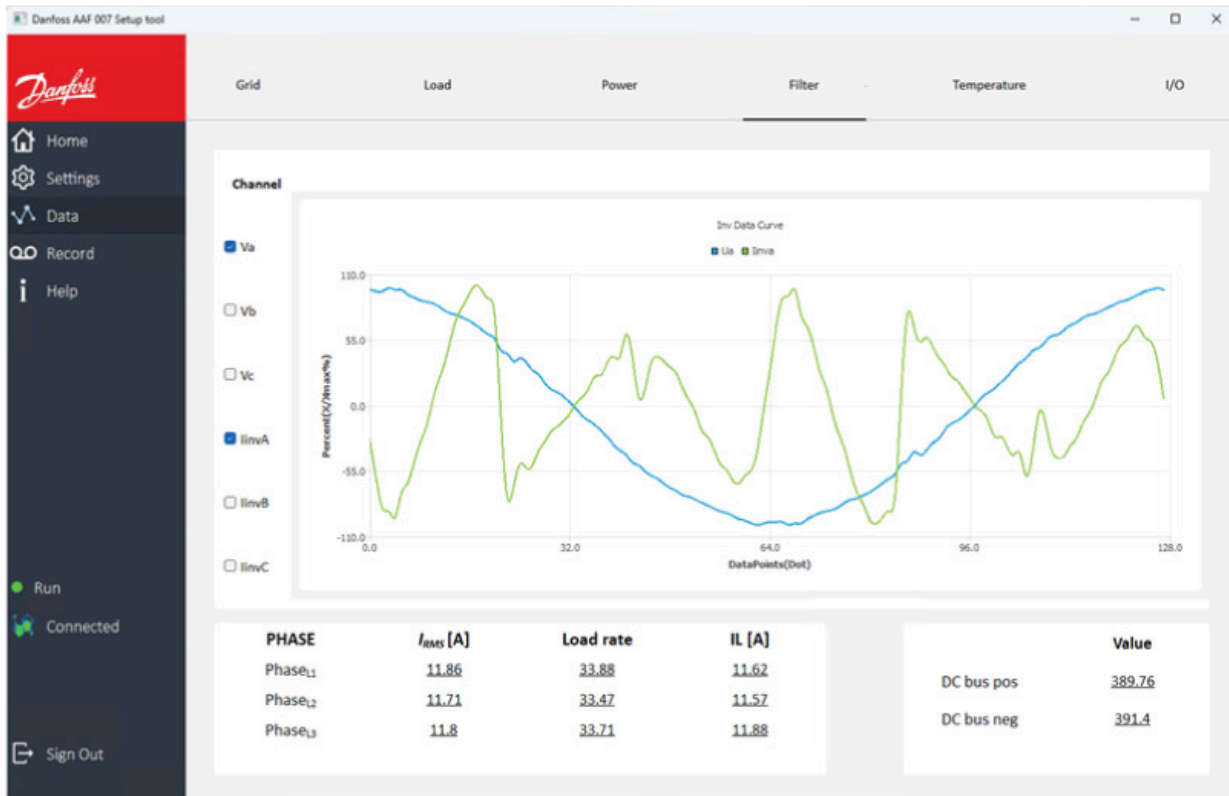 Danfoss AAF 007 Setup tool
Danfoss
Home
Settings
Data
Record
Help
Run
Connected
Sign Out
Grid Load Power Filter Temperature I/O
Channel
Va
Vb
Vc
IinvA
IinvB
IinvC
Inv Data Curve
Ua Iinva
Percent(X/Xmax%)
110.0
55.0
0.0
-55.0
-110.0
0.0 32.0 64.0 96.0 128.0
DataPoints(Dot)
PHASE IRMS [A] Load rate IL [A]
PhaseL1 11.86 33.88 11.62
PhaseL2 11.71 33.47 11.57
PhaseL3 11.8 33.71 11.88
Value
DC bus pos 389.76
DC bus neg 391.4